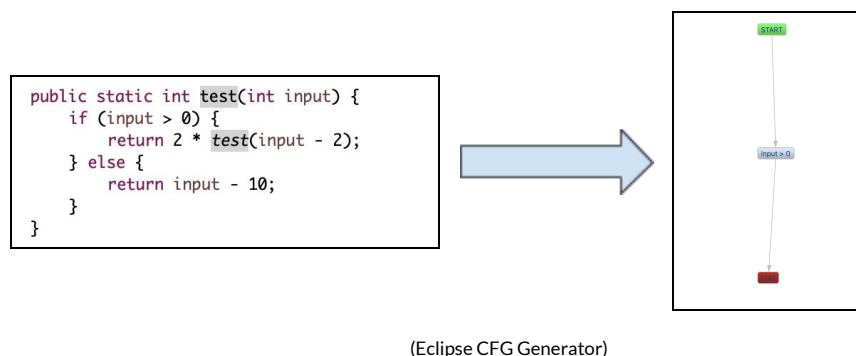 public static int test(int input) {
if (input > 0) {
return 2 * test(input - 2);
} else {
return input - 10;
}
}
START
input > 0
(Eclipse CFG Generator)